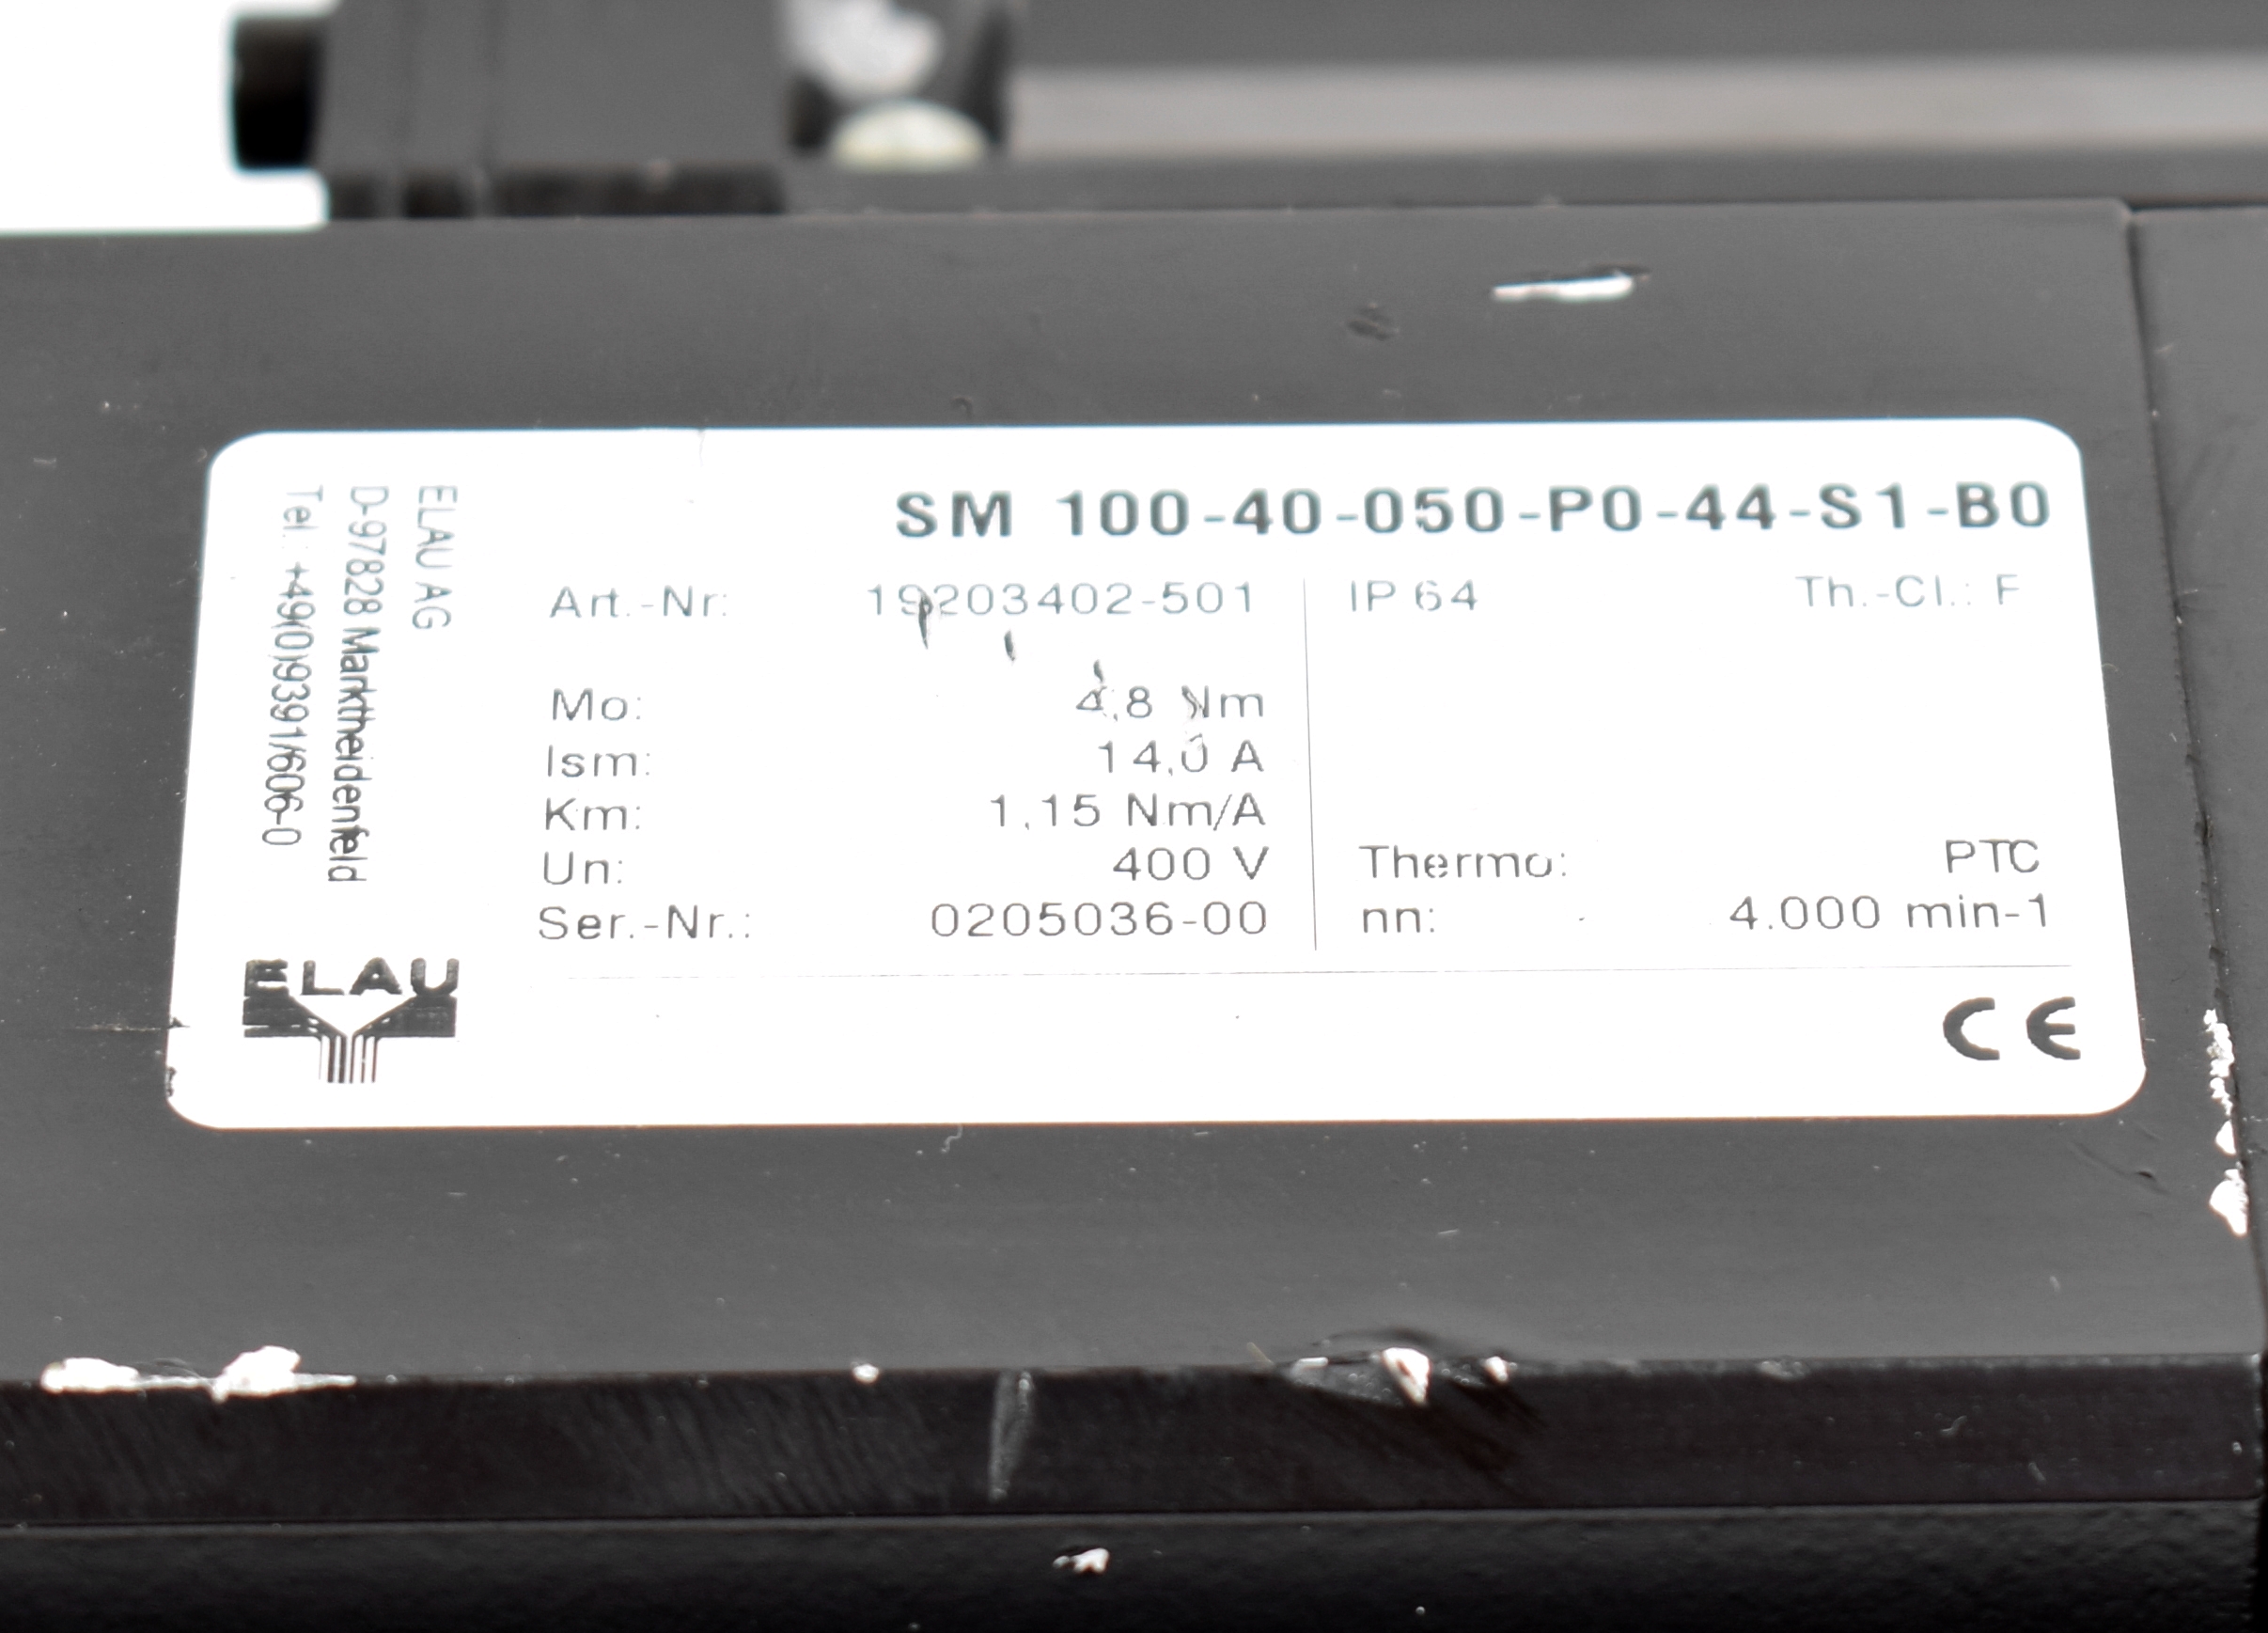 SM 100-40-050-P0-44-S1-B0
Art.-Nr: 19203402-501
IP 64 Th.-Cl.: F
Mo: 4,8 Nm
Ism: 14,0 A
Km: 1,15 Nm/A
Un: 400 V
Ser.-Nr.: 0205036-00
Thermo: PTC
nn: 4.000 min-1
ELAU AG
D-97828 Marktheidenfeld
Tel.: +49(0)9391/606-0
ELAU
CE